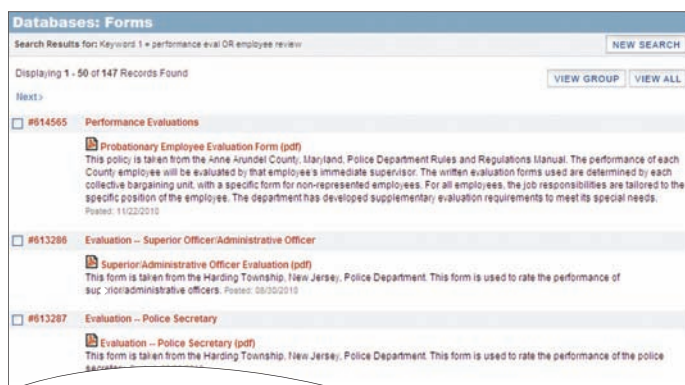 Databases: Forms
Search Results for: Keyword 1 = performance eval OR employee review
NEW SEARCH
Displaying 1 - 50 of 147 Records Found
VIEW GROUP VIEW ALL
Next>
#614565 Performance Evaluations
Probationary Employee Evaluation Form (pdf)
This policy is taken from the Anne Arundel County, Maryland, Police Department Rules and Regulations Manual. The performance of each
County employee will be evaluated by that employee's immediate supervisor. The written evaluation forms used are determined by each
collective bargaining unit, with a specific form for non-represented employees. For all employees, the job responsibilities are tailored to the
specific position of the employee. The department has developed supplementary evaluation requirements to meet its special needs.
Posted: 11/22/2010
#613286 Evaluation -- Superior Officer/Administrative Officer
Superior/Administrative Officer Evaluation (pdf)
This form is taken from the Harding Township, New Jersey, Police Department. This form is used to rate the performance of
superior/administrative officers. Posted: 08/30/2010
#613287 Evaluation -- Police Secretary
Evaluation -- Police Secretary (pdf)
This form is taken from the Harding Township, New Jersey, Police Department. This form is used to rate the performance of the police